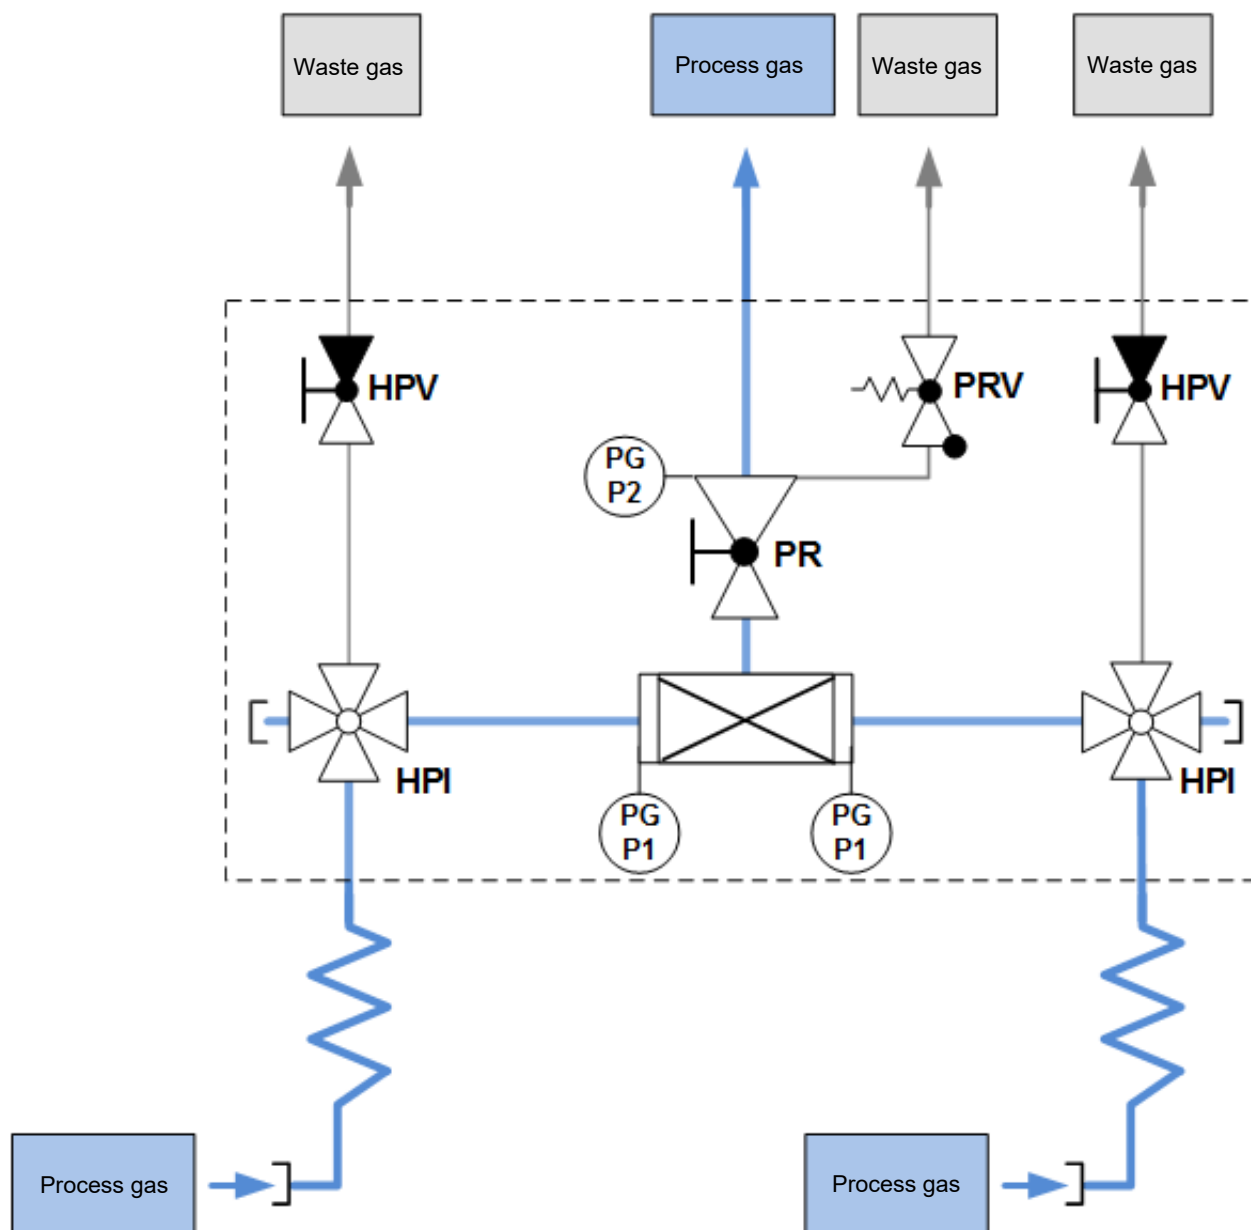 Waste gas
Process gas
Waste gas
Waste gas
HPV
PRV
HPV
PG
P2
PR
HPI
HPI
PG
P1
PG
P1
Process gas
Process gas